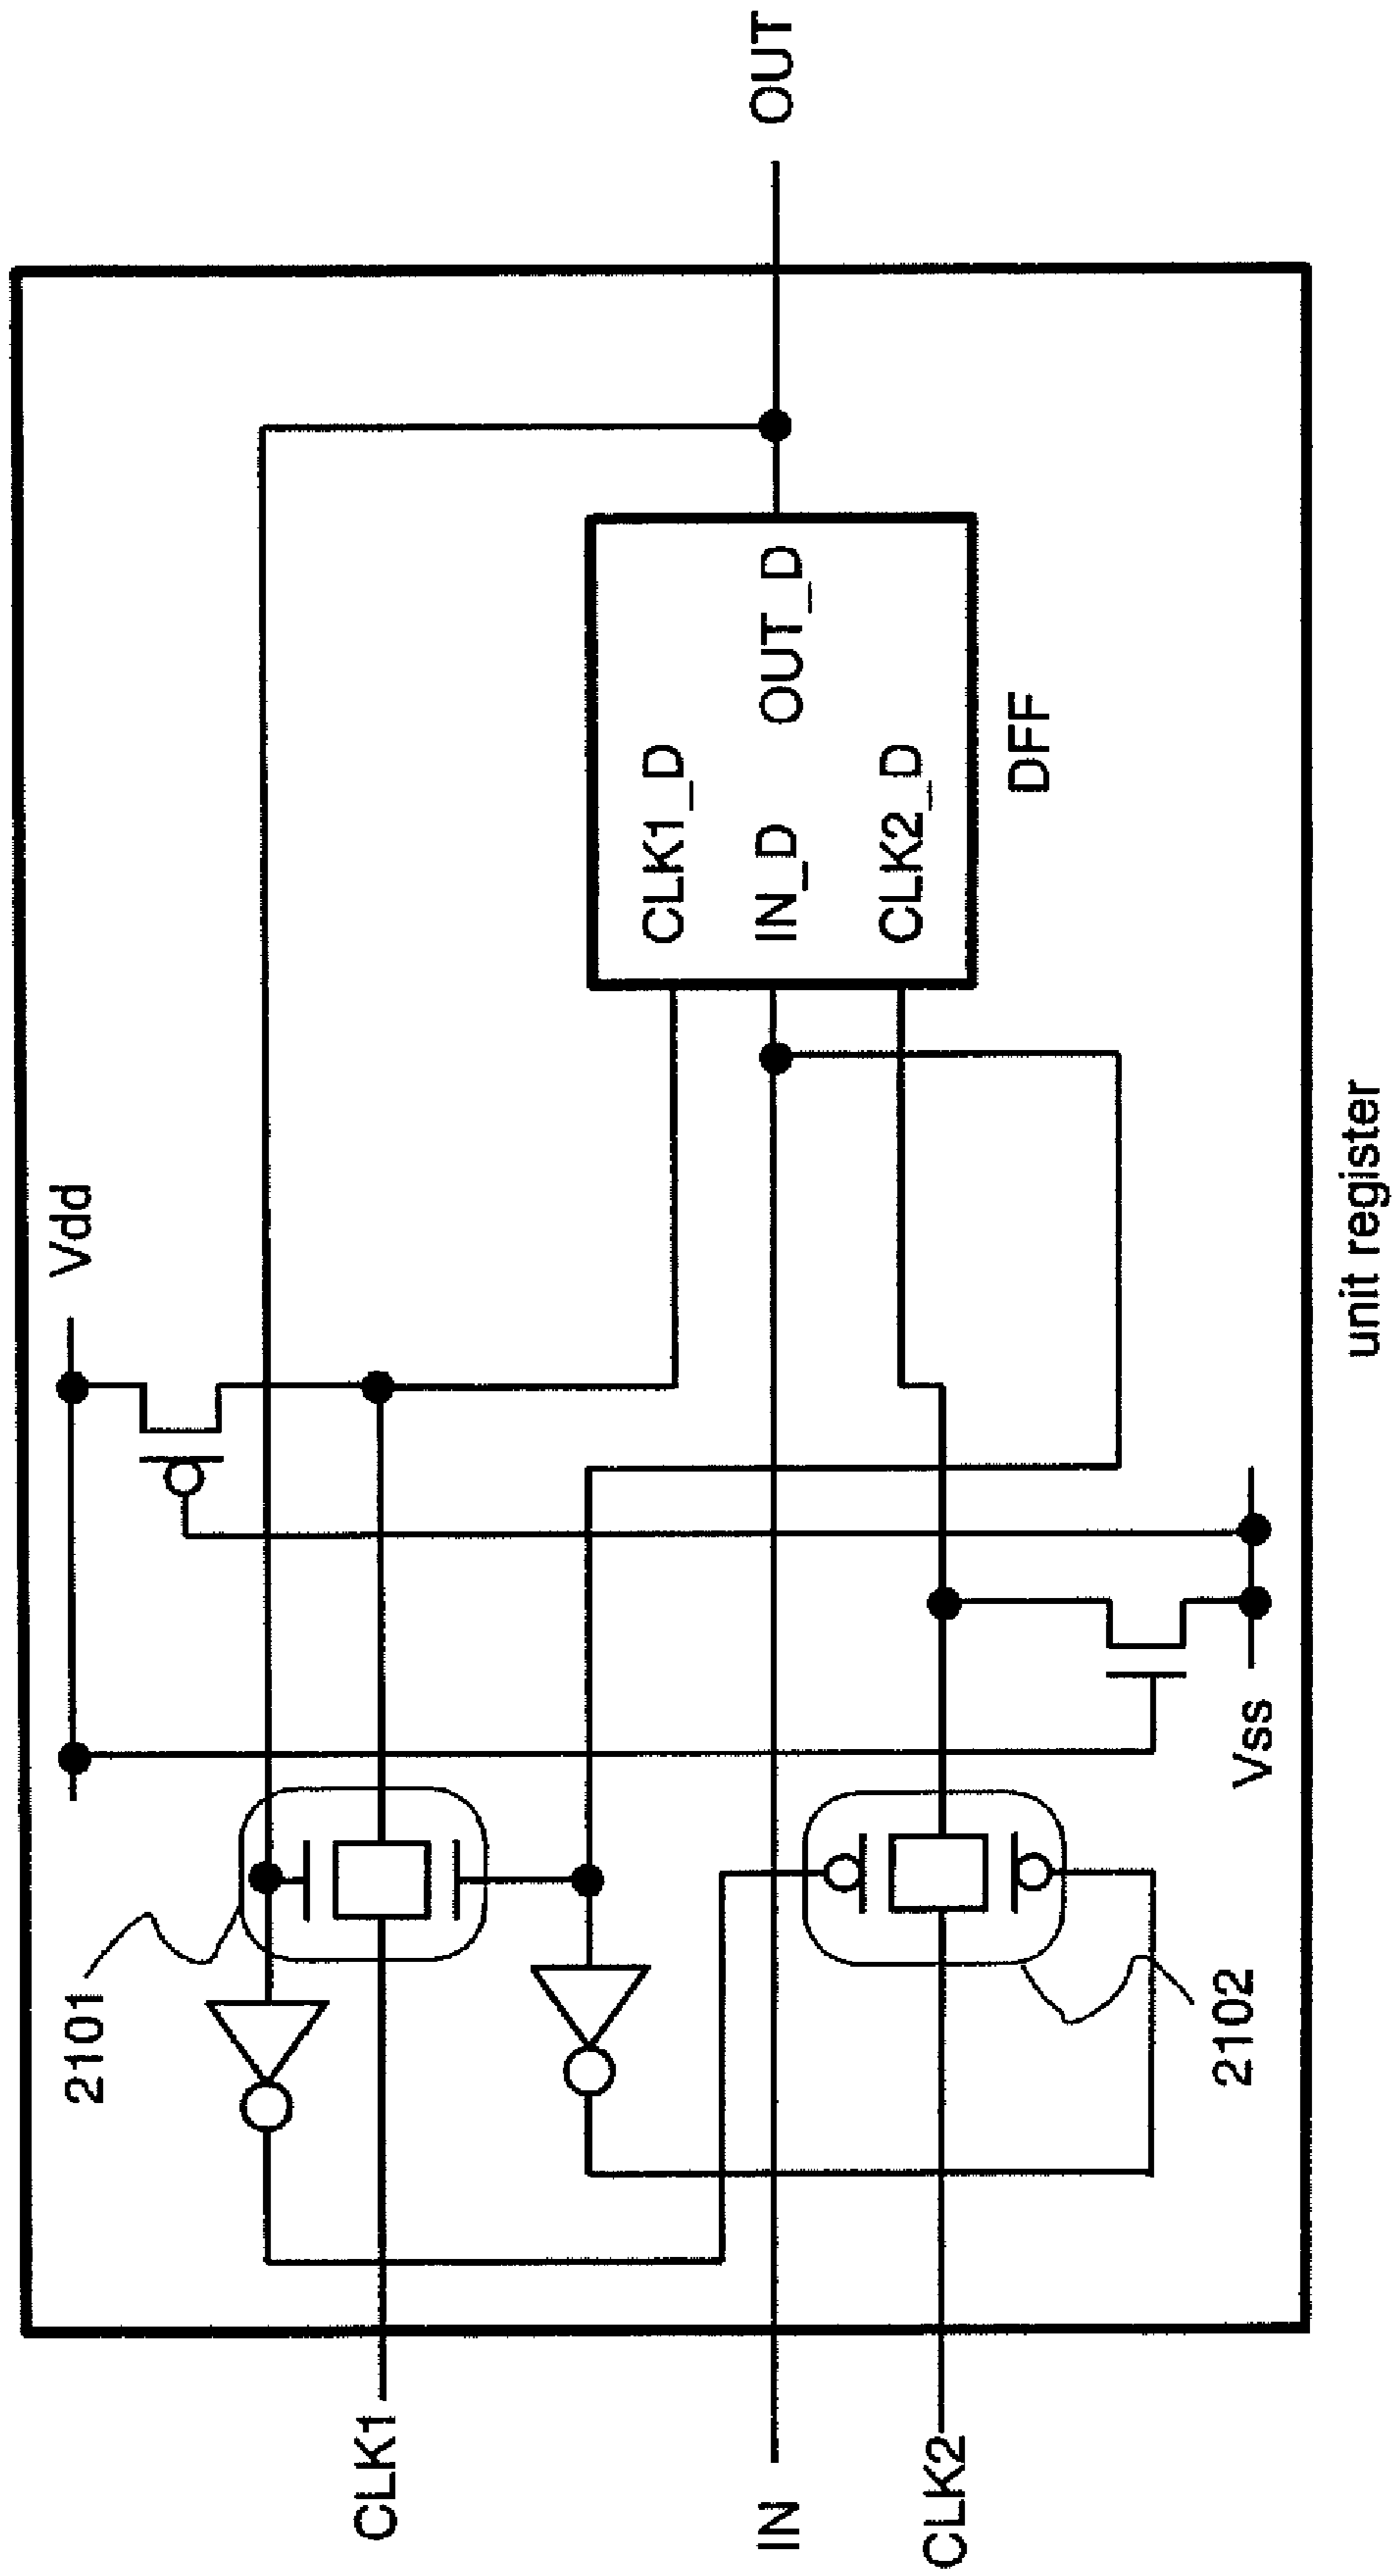 Vdd
2101
CLK1
CLK1_D
IN
IN_D
OUT_D
OUT
CLK2
CLK2_D
DFF
2102
Vss
unit register